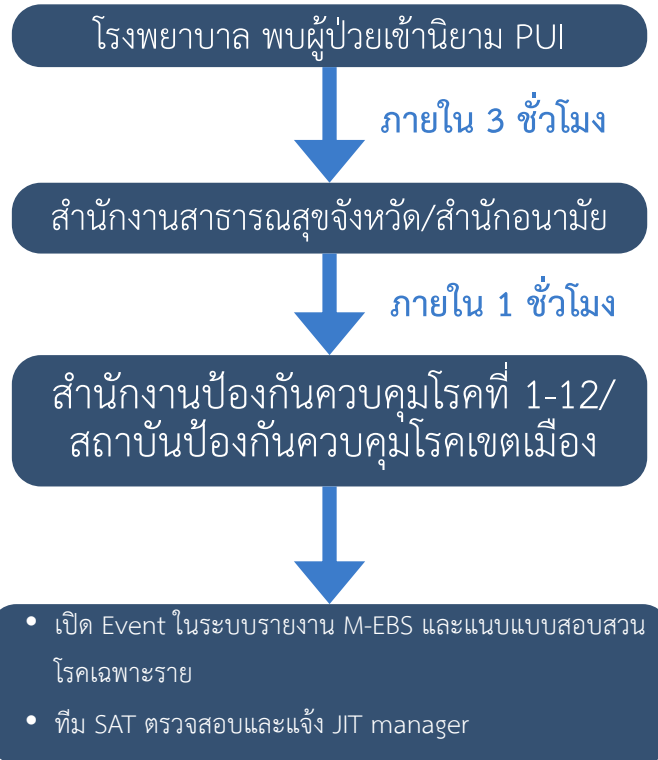 โรงพยาบาล พบผู้ป่วยเข้านิยาม PUI
ภายใน 3 ชั่วโมง
สำนักงานสาธารณสุขจังหวัด/สำนักอนามัย
ภายใน 1 ชั่วโมง
สำนักงานป้องกันควบคุมโรคที่ 1-12/
สถาบันป้องกันควบคุมโรคเขตเมือง
• เปิด Event ในระบบรายงาน M-EBS และแนบแบบสอบสวน
โรคเฉพาะราย
• ทีม SAT ตรวจสอบและแจ้ง JIT manager